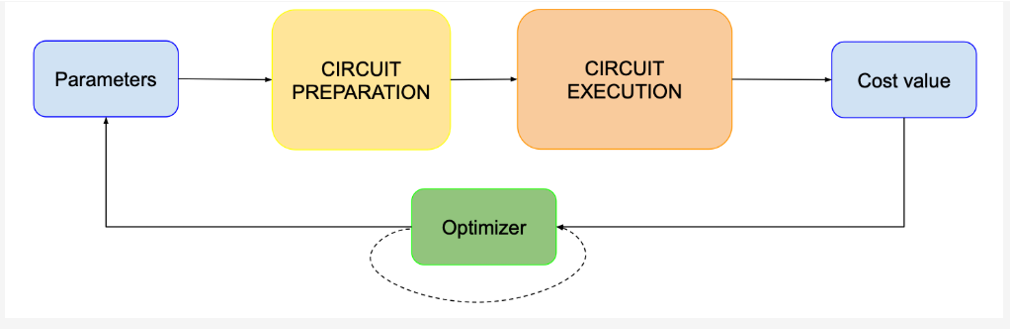 Parameters
CIRCUIT
PREPARATION
CIRCUIT
EXECUTION
Cost value
Optimizer